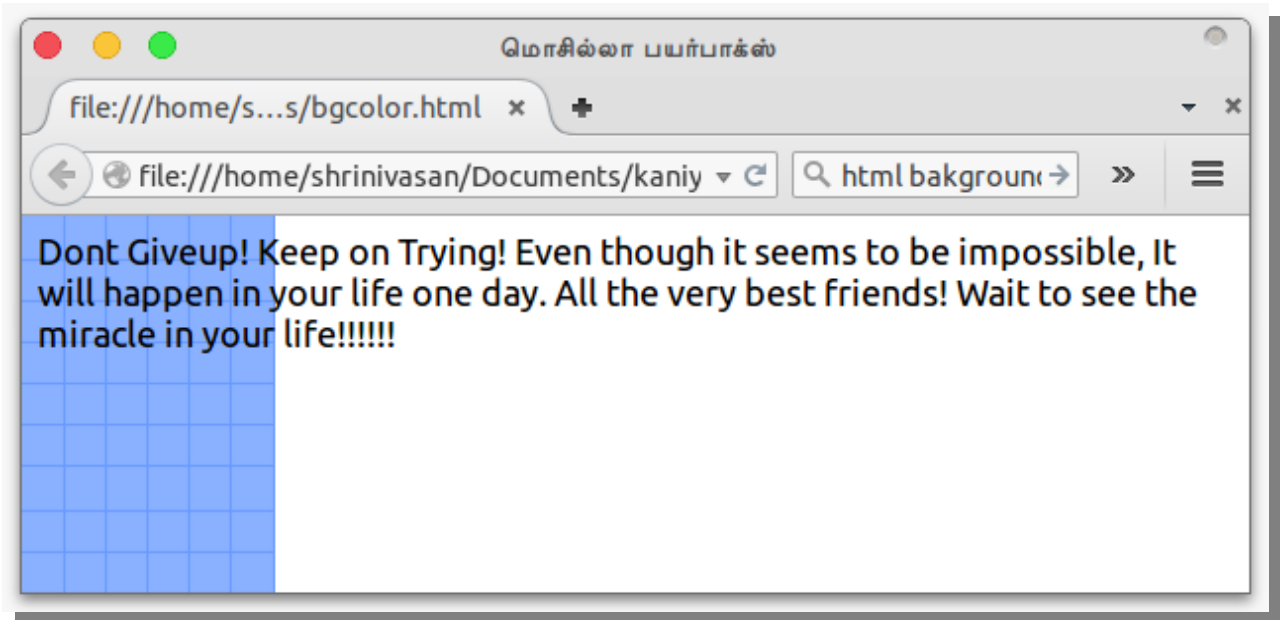 மொசில்லா பயர்பாக்ஸ்
file:///home/s...s/bgcolor.html
file:///home/shrinivasan/Documents/kaniy
html bakgroun
Dont Giveup! Keep on Trying! Even though it seems to be impossible, It
will happen in your life one day. All the very best friends! Wait to see the
miracle in your life!!!!!!